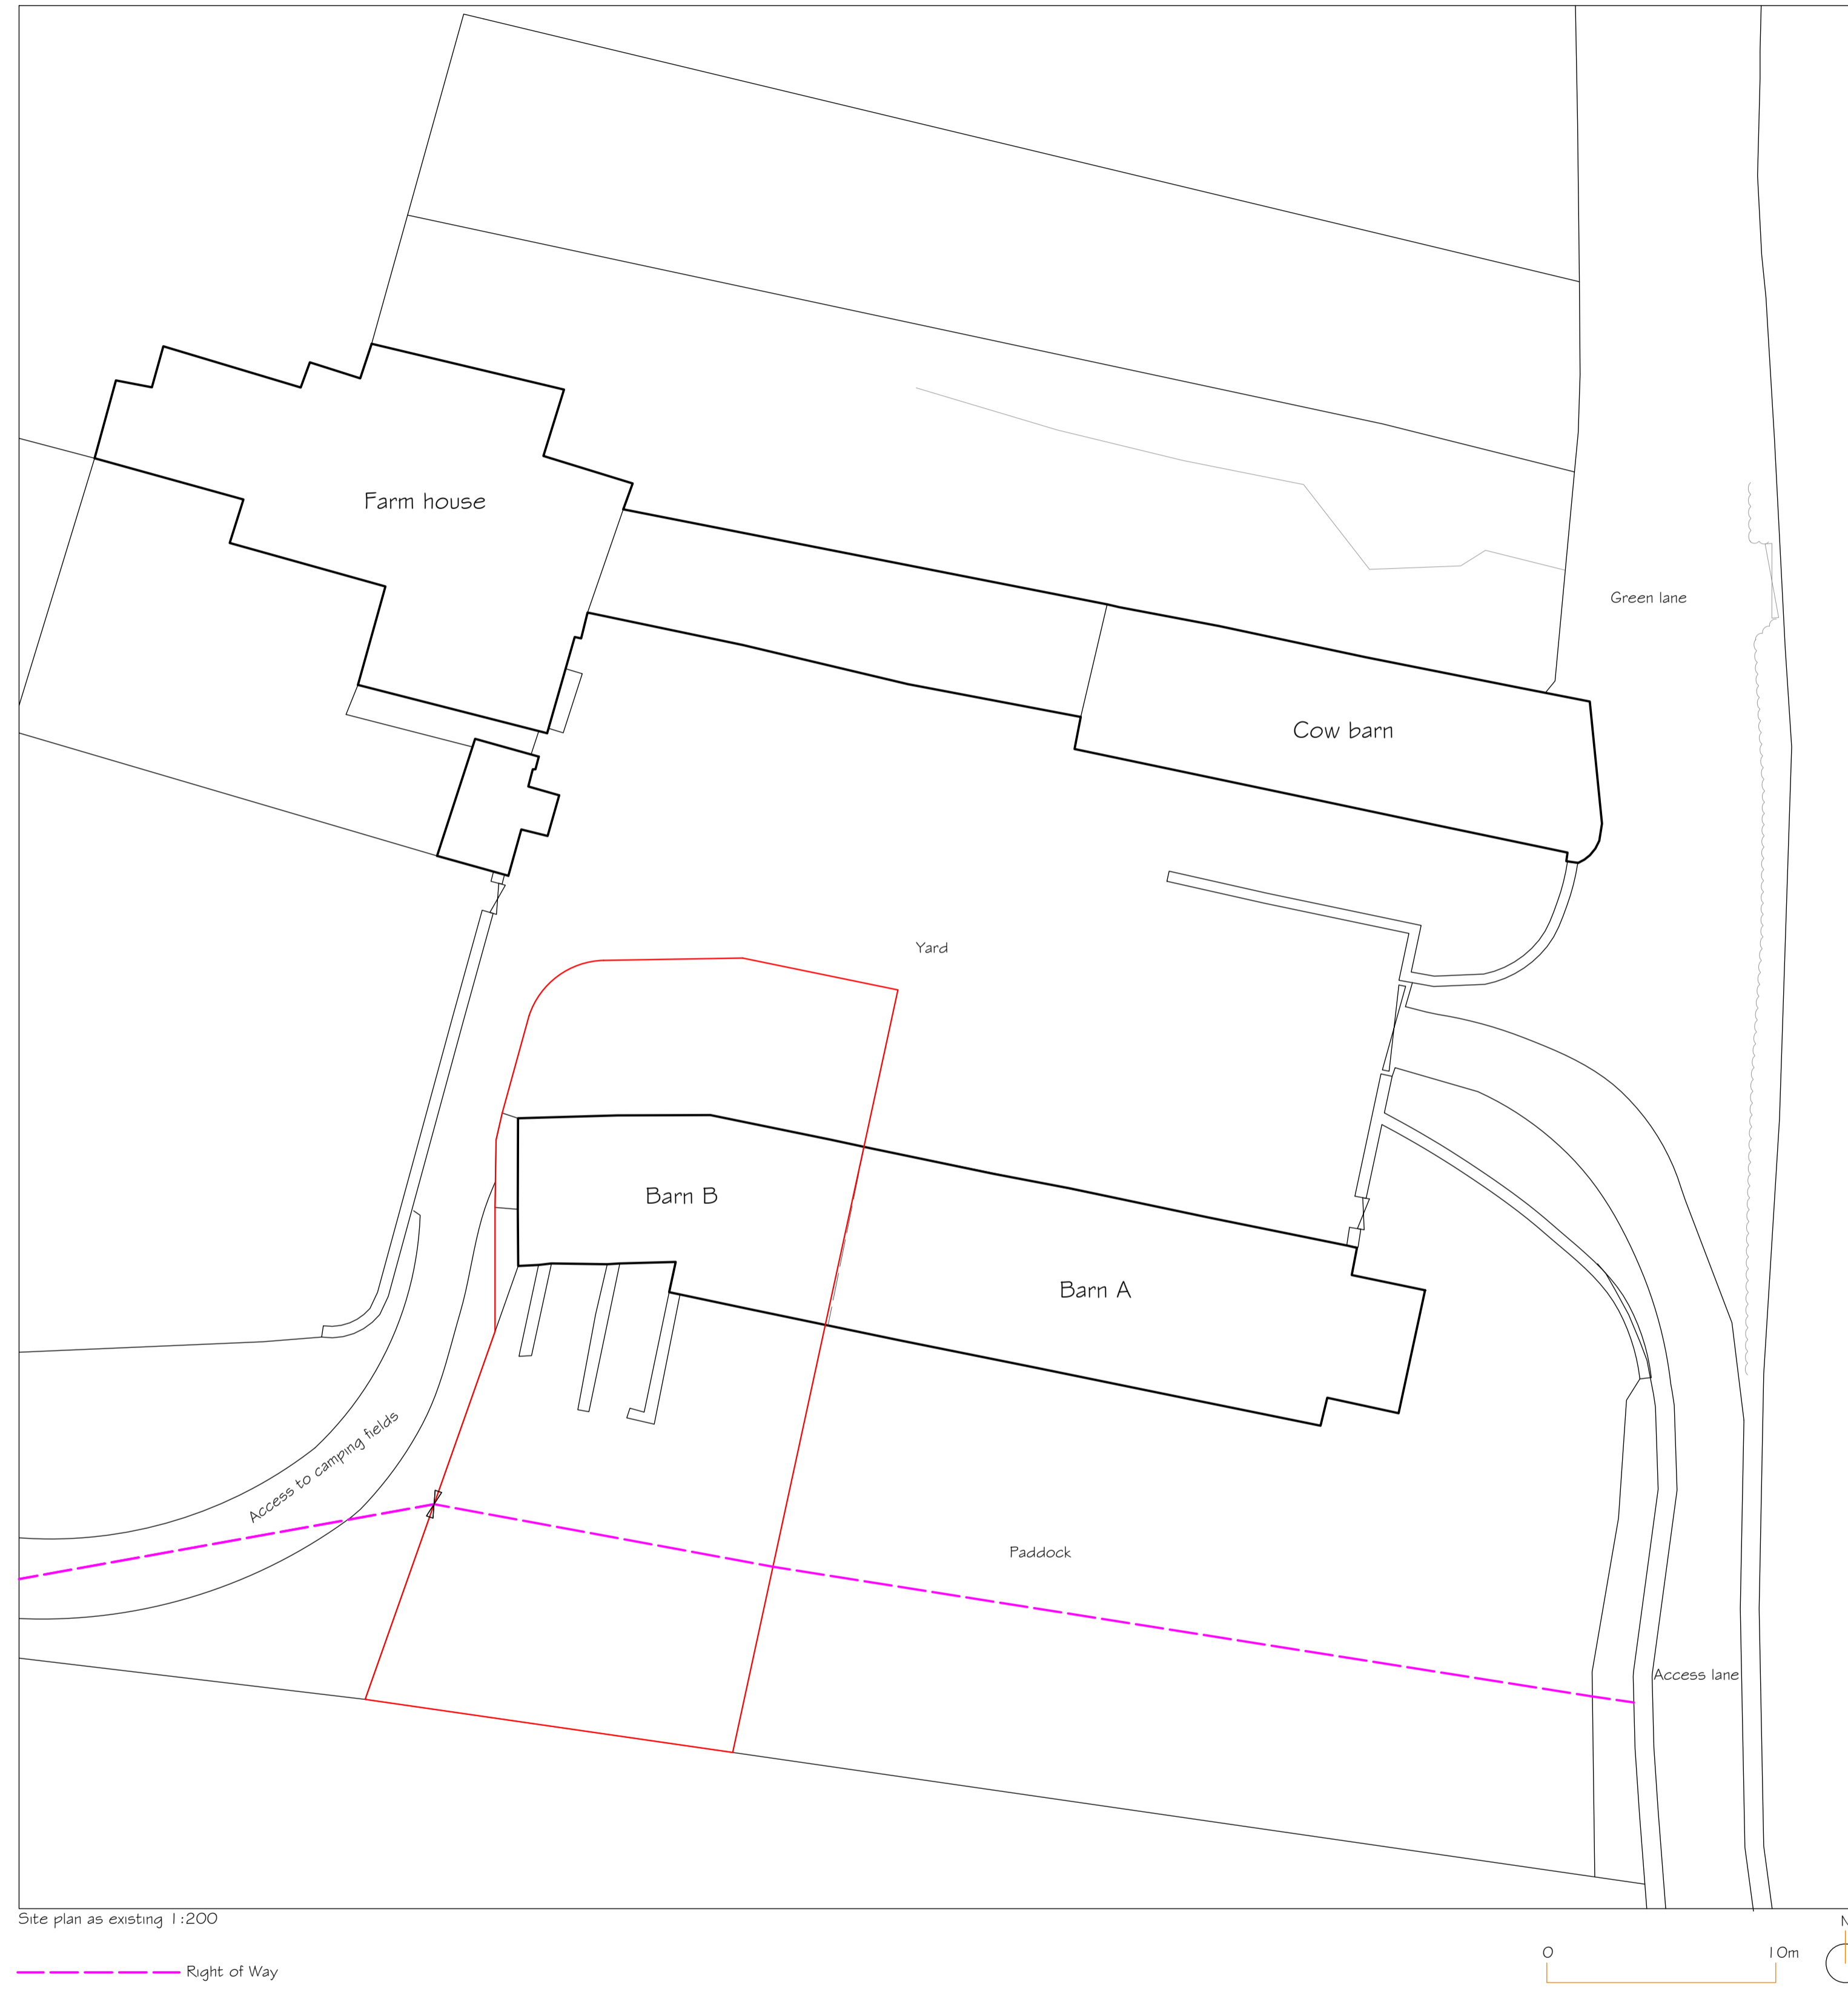 Farm house
Green lane
Cow barn
Yard
Barn B
Barn A
Access to camping fields
Paddock
Access lane
Site plan as existing 1:200
0 10m
N
Right of Way